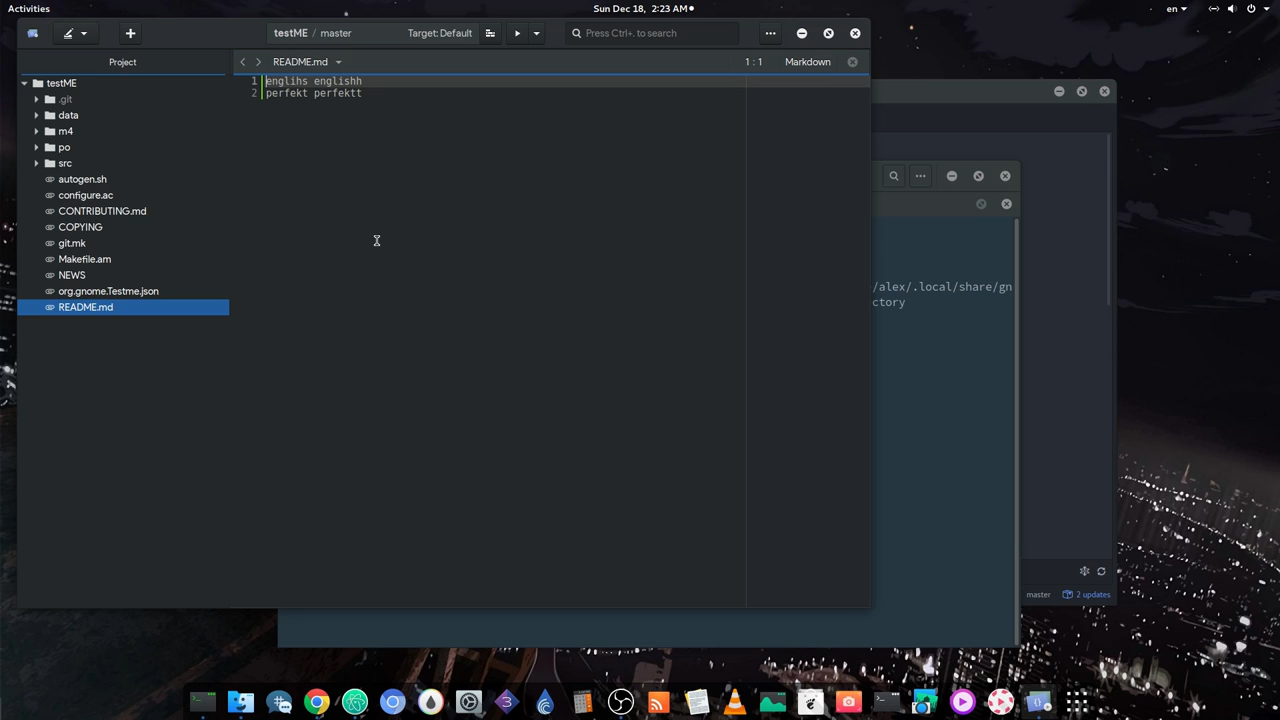 Activities
Sun Dec 18, 2:23 AM
en
testME / master
Target: Default
Press Ctrl+. to search
Project
README.md
1 : 1
Markdown
testME
.git
data
m4
po
src
autogen.sh
configure.ac
CONTRIBUTING.md
COPYING
git.mk
Makefile.am
NEWS
org.gnome.Testme.json
README.md
1 englihs englishh
2 perfekt perfektt
/alex/.local/share/gn
ctory
master
2 updates